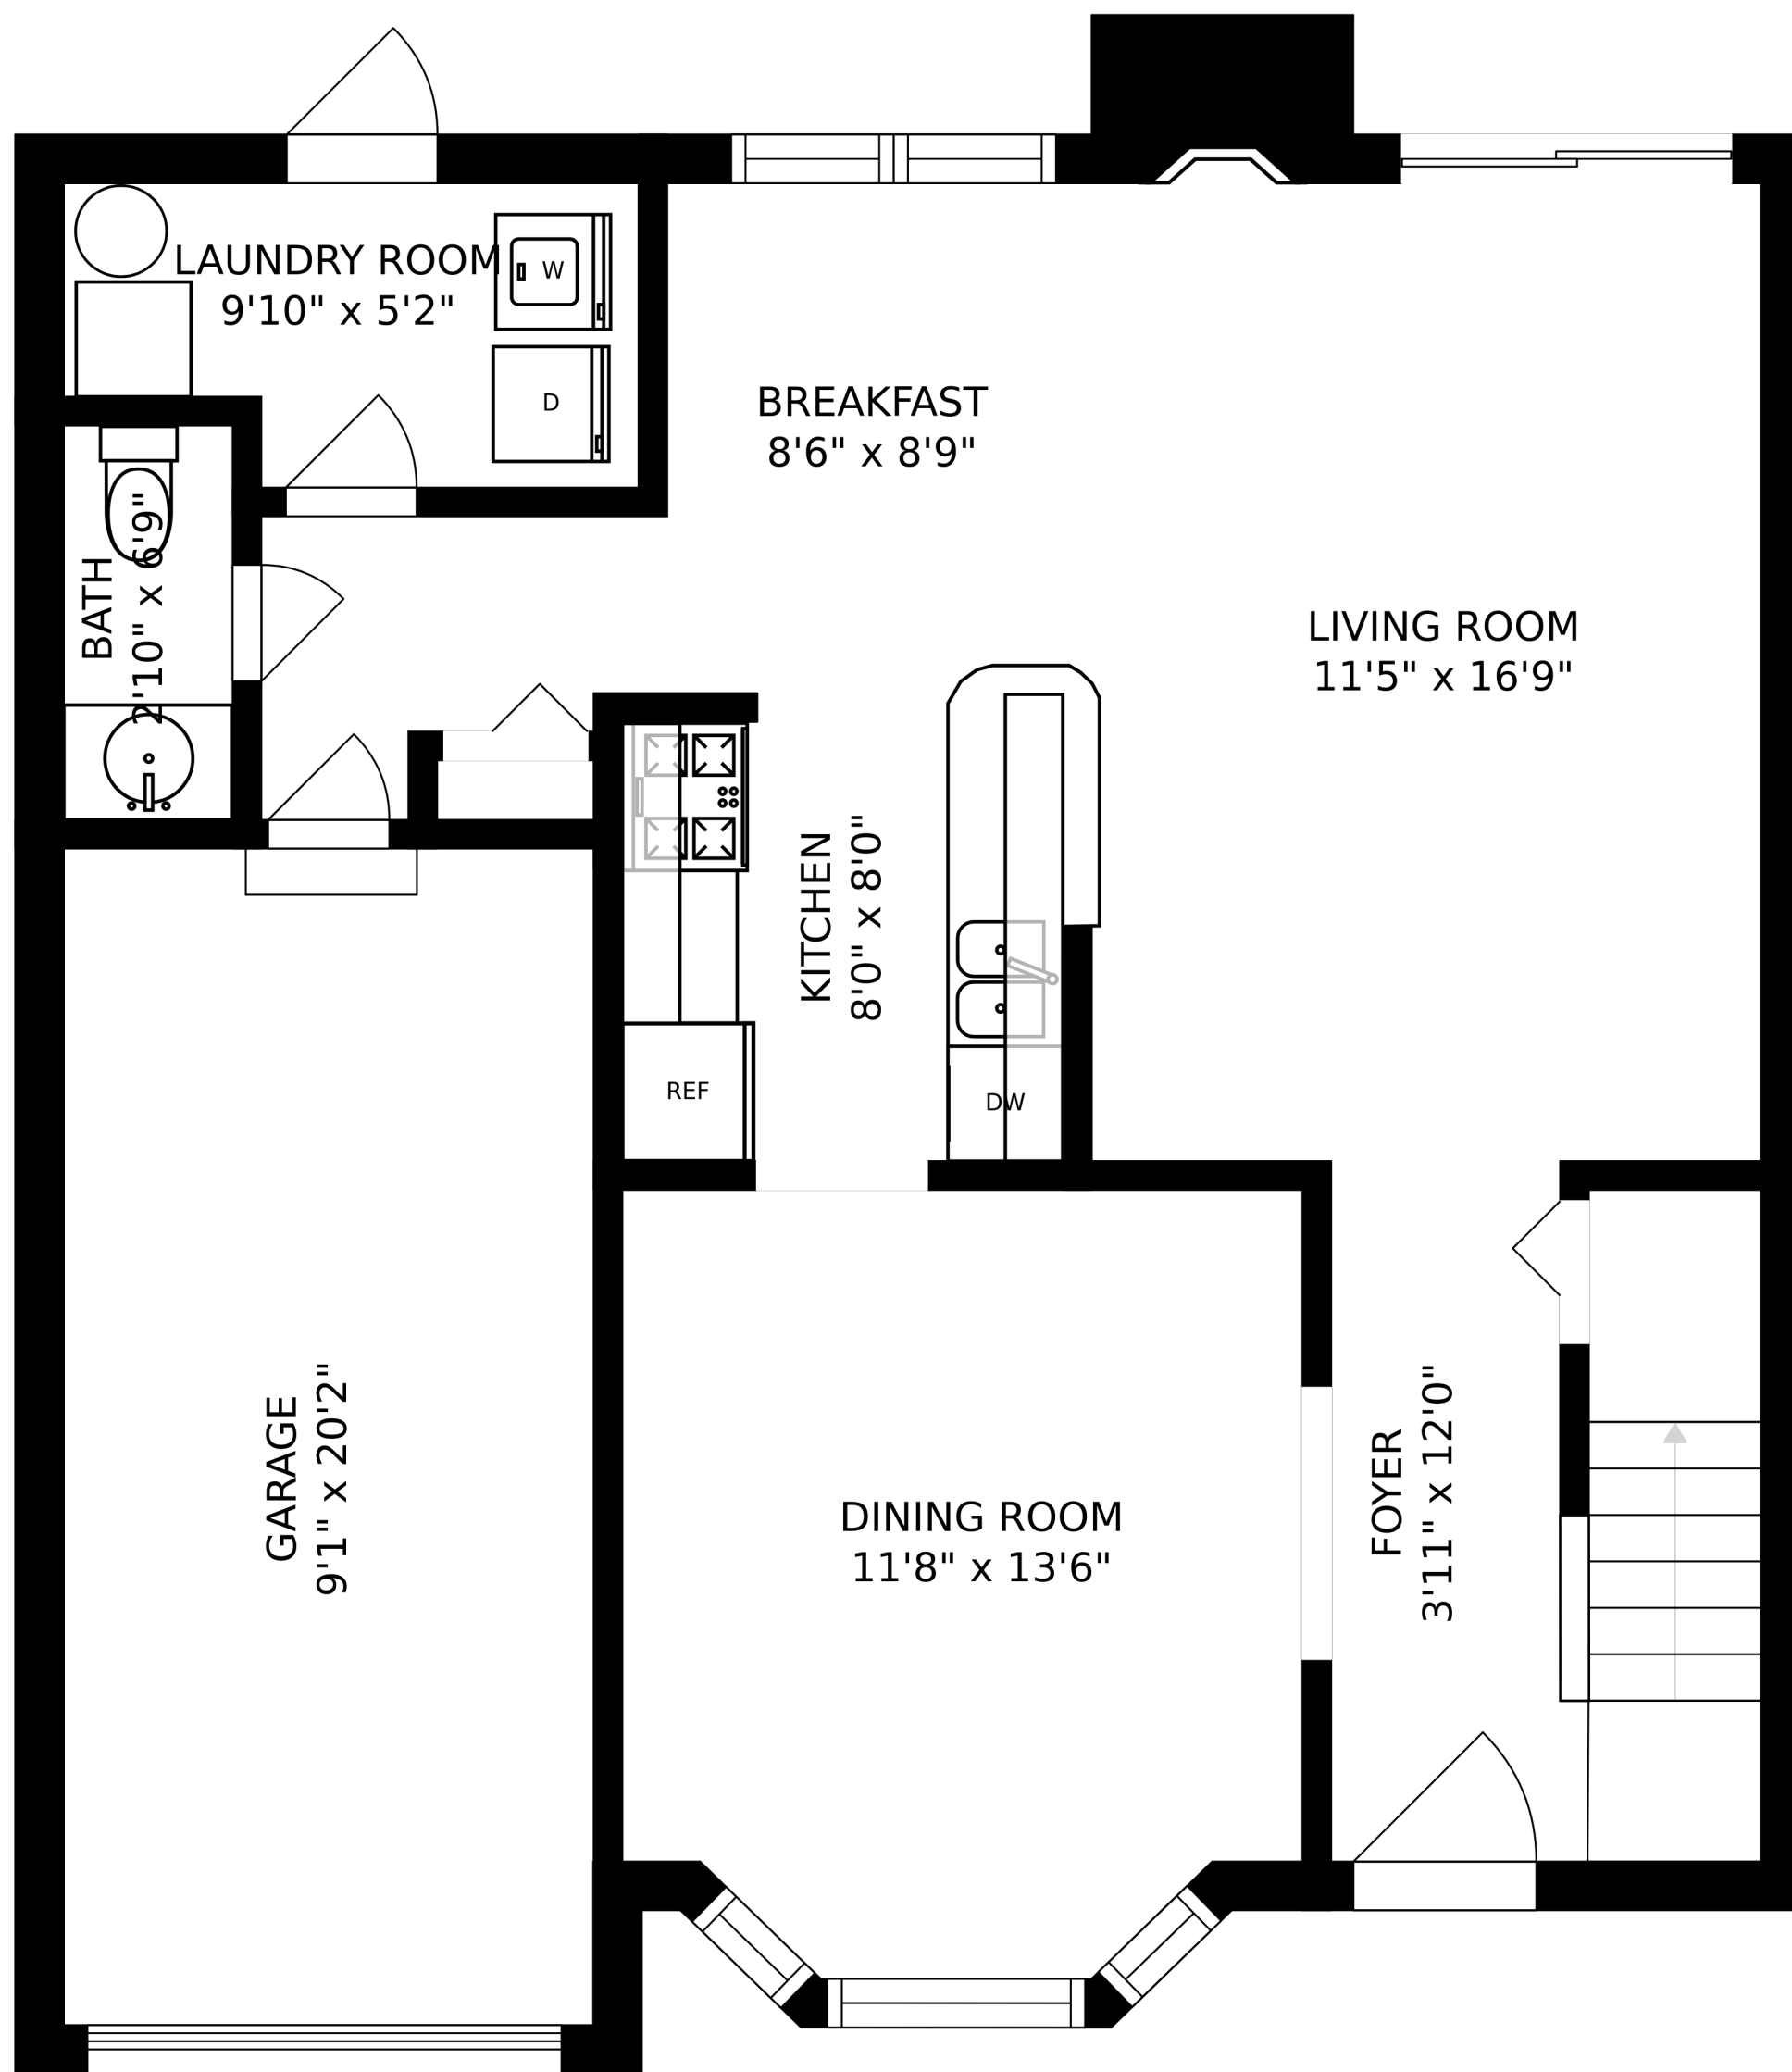 LAUNDRY ROOM
9'10" x 5'2"
W
D
BREAKFAST
8'6" x 8'9"
BATH
2'10" x 6'9"
LIVING ROOM
11'5" x 16'9"
KITCHEN
8'0" x 8'0"
REF
DW
GARAGE
9'1" x 20'2"
DINING ROOM
11'8" x 13'6"
FOYER
3'11" x 12'0"